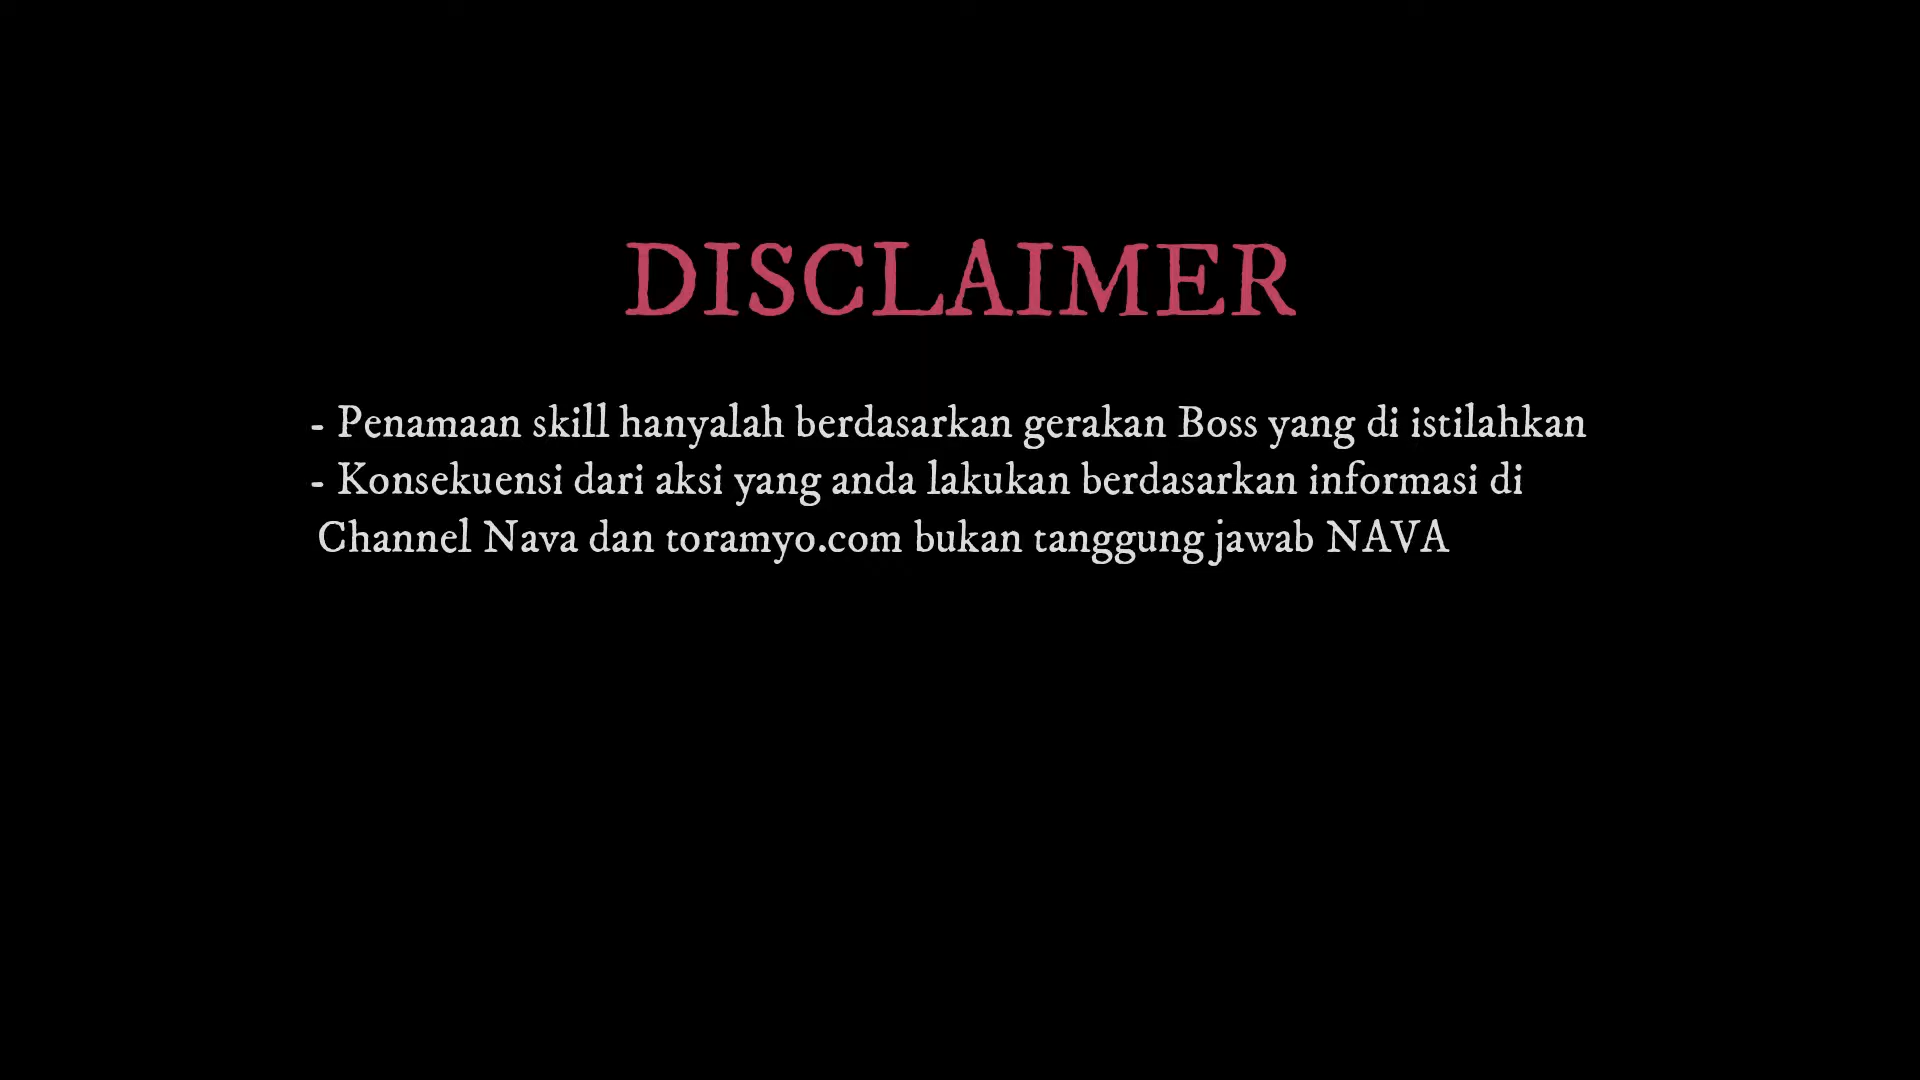 DISCLAIMER
- Penamaan skill hanyalah berdasarkan gerakan Boss yang di istilahkan
- Konsekuensi dari aksi yang anda lakukan berdasarkan informasi di
Channel Nava dan toramyo.com bukan tanggung jawab NAVA